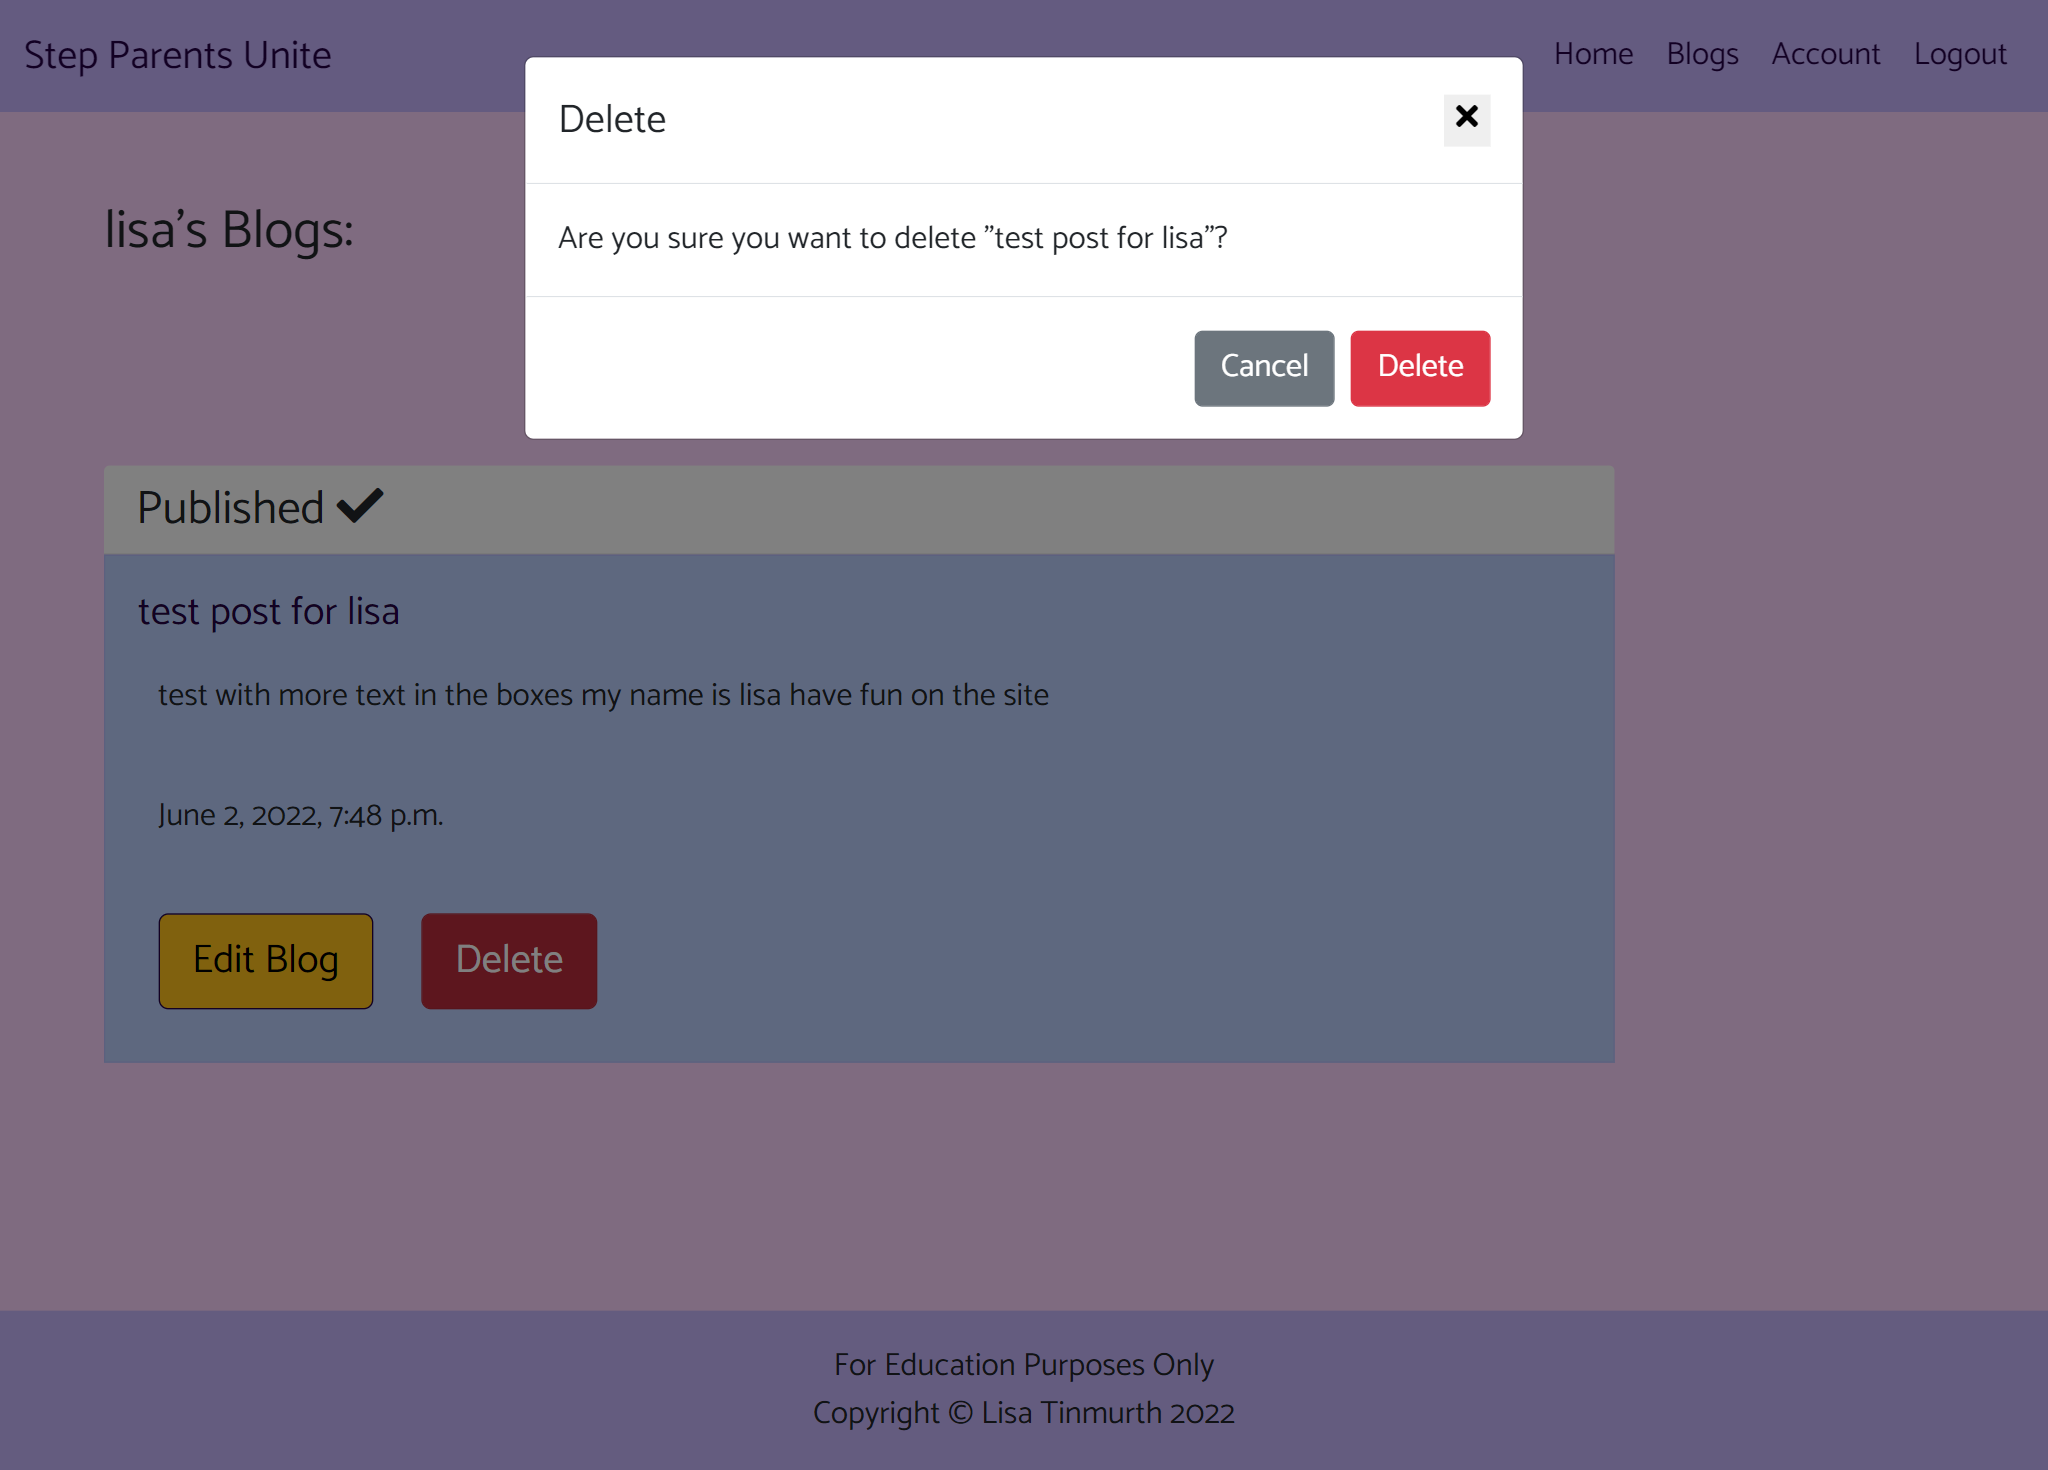 Step Parents Unite
Home Blogs Account Logout
Delete
Are you sure you want to delete "test post for lisa"?
Cancel Delete
lisa's Blogs:
Published
test post for lisa
test with more text in the boxes my name is lisa have fun on the site
June 2, 2022, 7:48 p.m.
Edit Blog Delete
For Education Purposes Only
Copyright © Lisa Tinmurth 2022